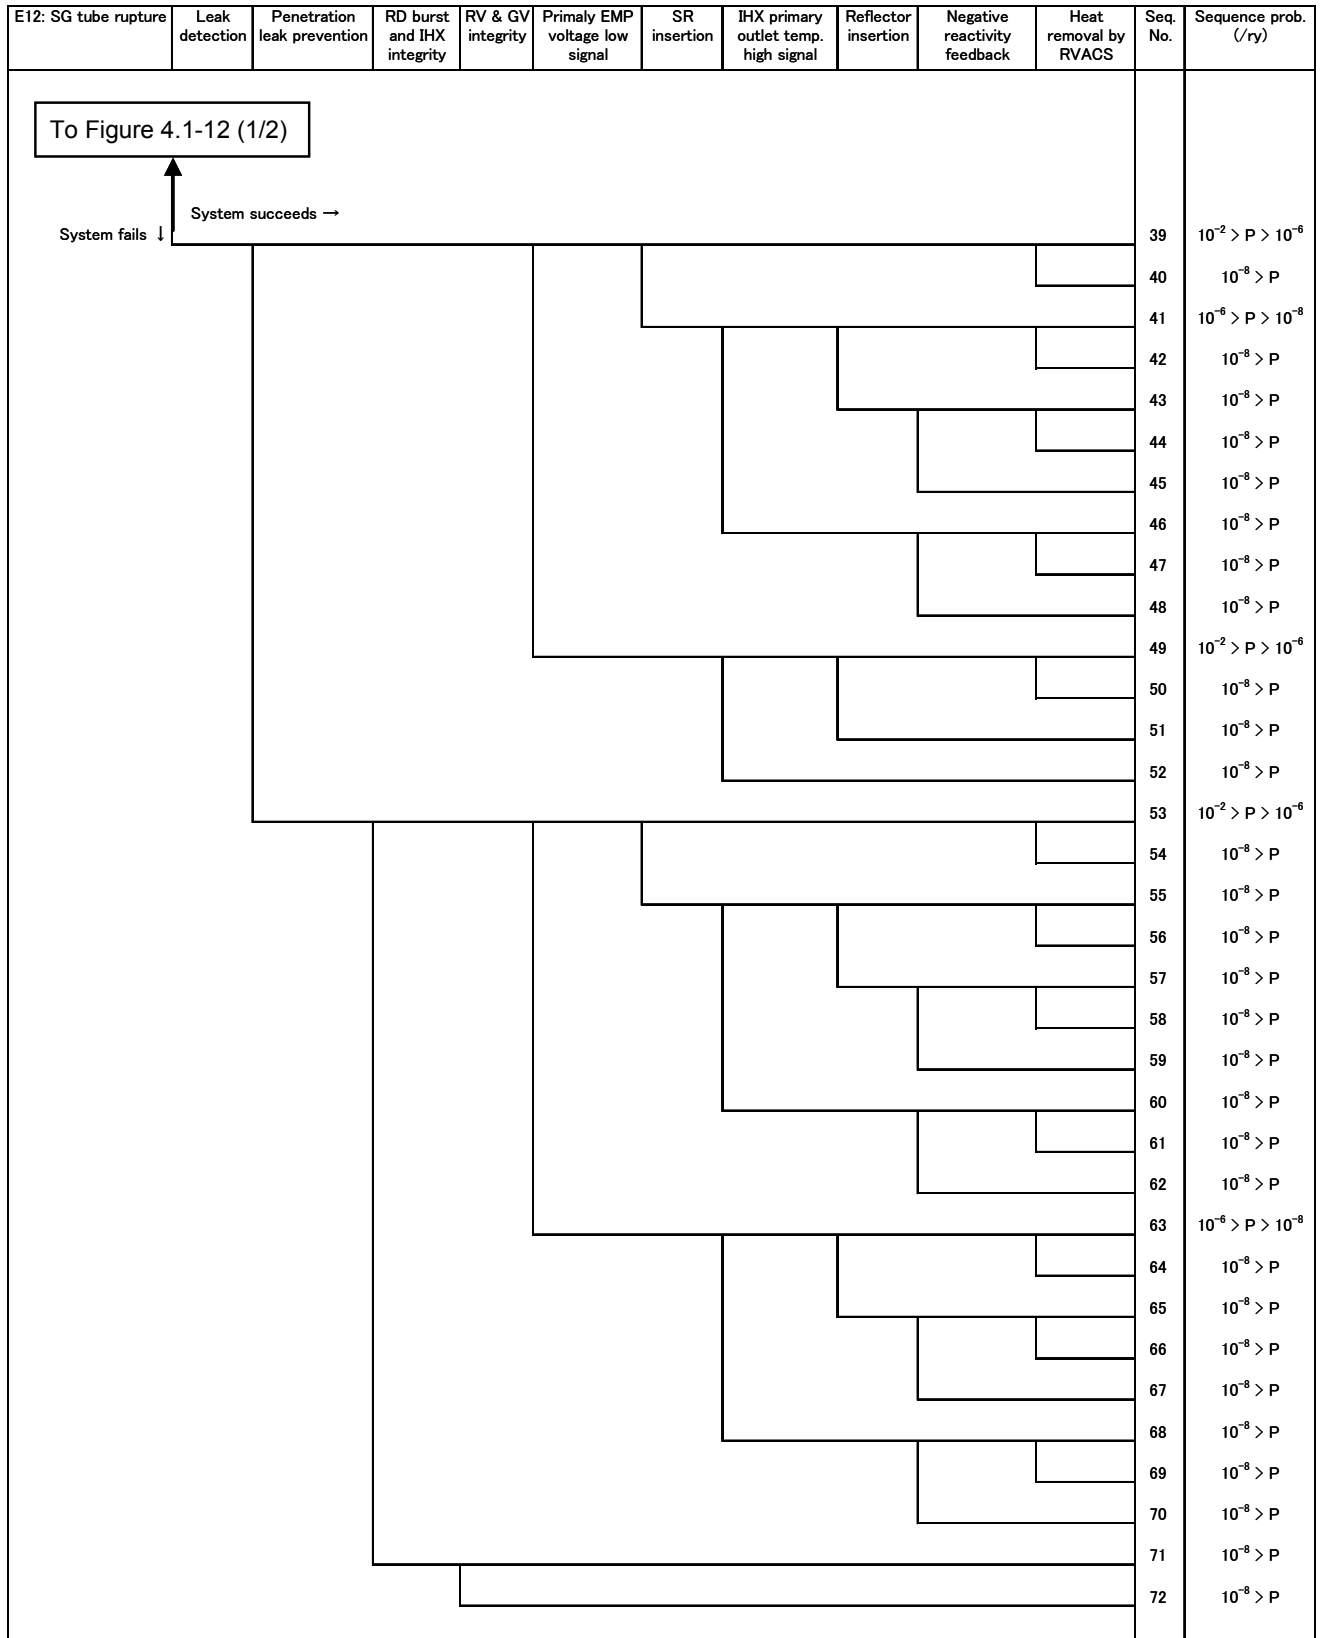 E12: SG tube rupture
Leak
detection
Penetration
leak prevention
RD burst
and IHX
integrity
RV & GV
integrity
Primaly EMP
voltage low
signal
SR
insertion
IHX primary
outlet temp.
high signal
Reflector
insertion
Negative
reactivity
feedback
Heat
removal by
RVACS
Seq.
No.
Sequence prob.
(/ry)
To Figure 4.1-12 (1/2)
System succeeds →
System fails ↓
39 10⁻² > P > 10⁻⁶
40 10⁻⁸ > P
41 10⁻⁶ > P > 10⁻⁸
42 10⁻⁸ > P
43 10⁻⁸ > P
44 10⁻⁸ > P
45 10⁻⁸ > P
46 10⁻⁸ > P
47 10⁻⁸ > P
48 10⁻⁸ > P
49 10⁻² > P > 10⁻⁶
50 10⁻⁸ > P
51 10⁻⁸ > P
52 10⁻⁸ > P
53 10⁻² > P > 10⁻⁶
54 10⁻⁸ > P
55 10⁻⁸ > P
56 10⁻⁸ > P
57 10⁻⁸ > P
58 10⁻⁸ > P
59 10⁻⁸ > P
60 10⁻⁸ > P
61 10⁻⁸ > P
62 10⁻⁸ > P
63 10⁻⁶ > P > 10⁻⁸
64 10⁻⁸ > P
65 10⁻⁸ > P
66 10⁻⁸ > P
67 10⁻⁸ > P
68 10⁻⁸ > P
69 10⁻⁸ > P
70 10⁻⁸ > P
71 10⁻⁸ > P
72 10⁻⁸ > P